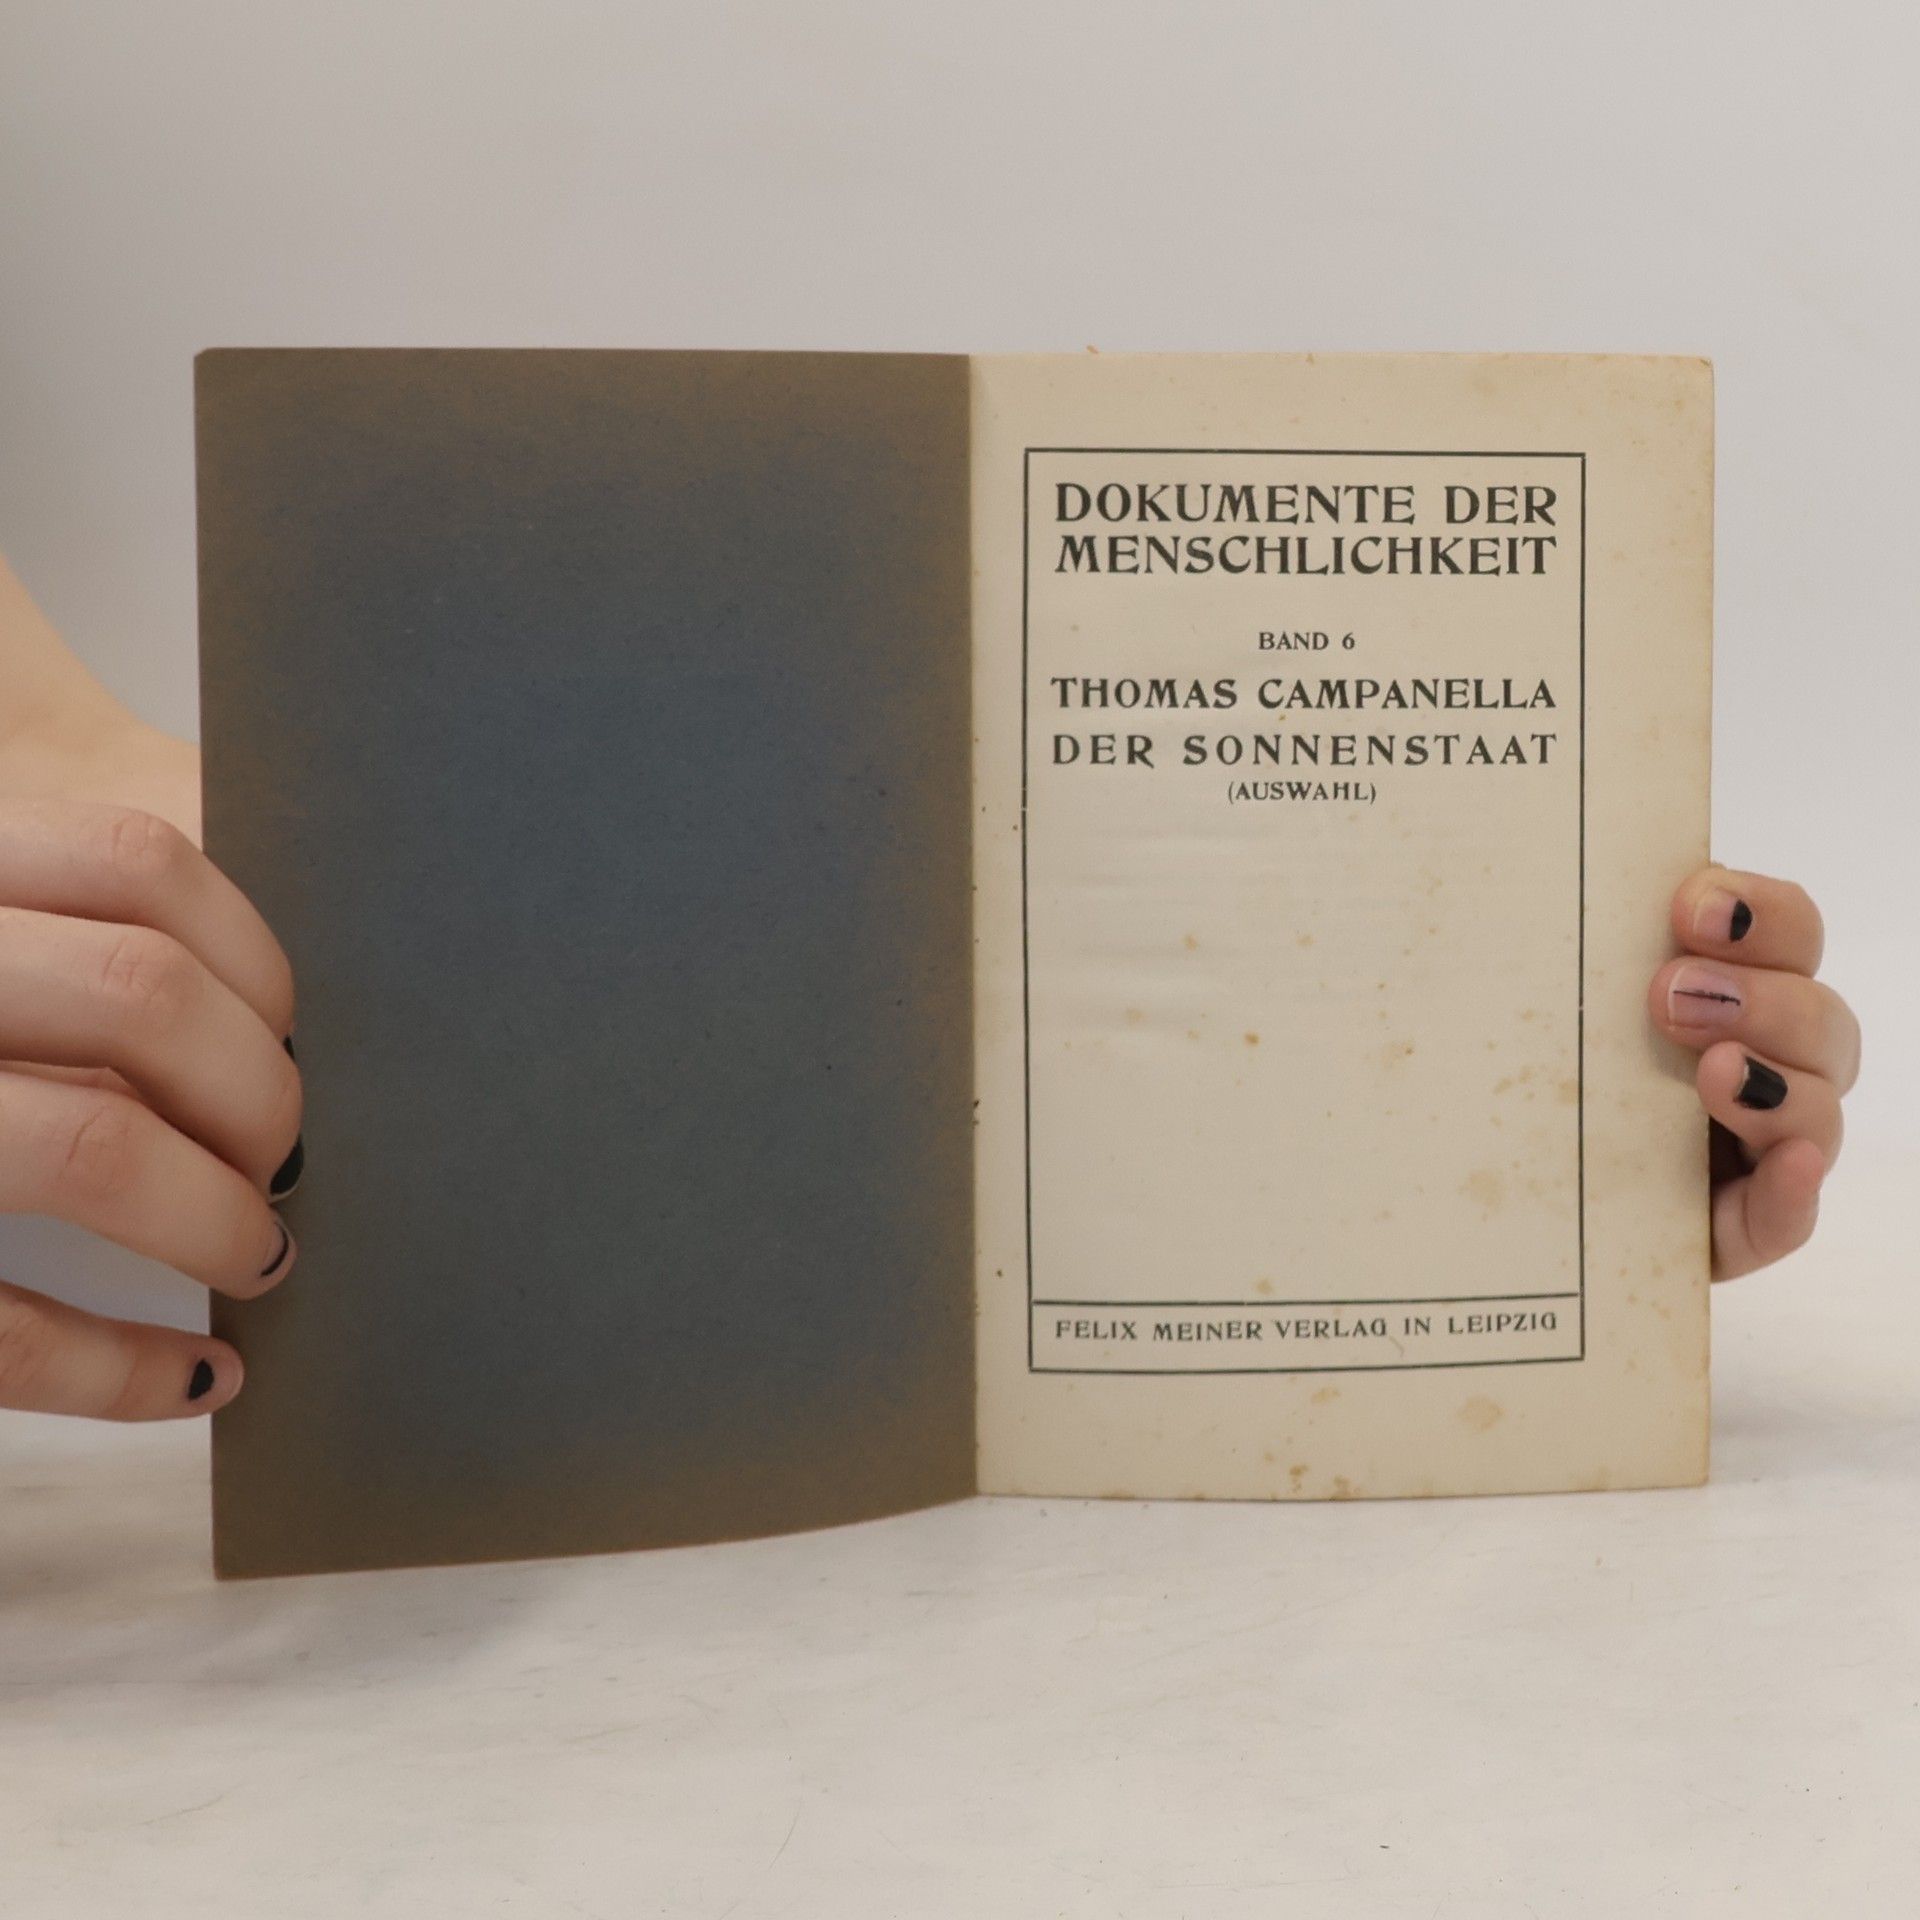 DOKUMENTE DER
MENSCHLICHKEIT
BAND 6
THOMAS CAMPANELLA
DER SONNENSTAAT
(AUSWAHL)
FELIX MEINER VERLAG IN LEIPZIG